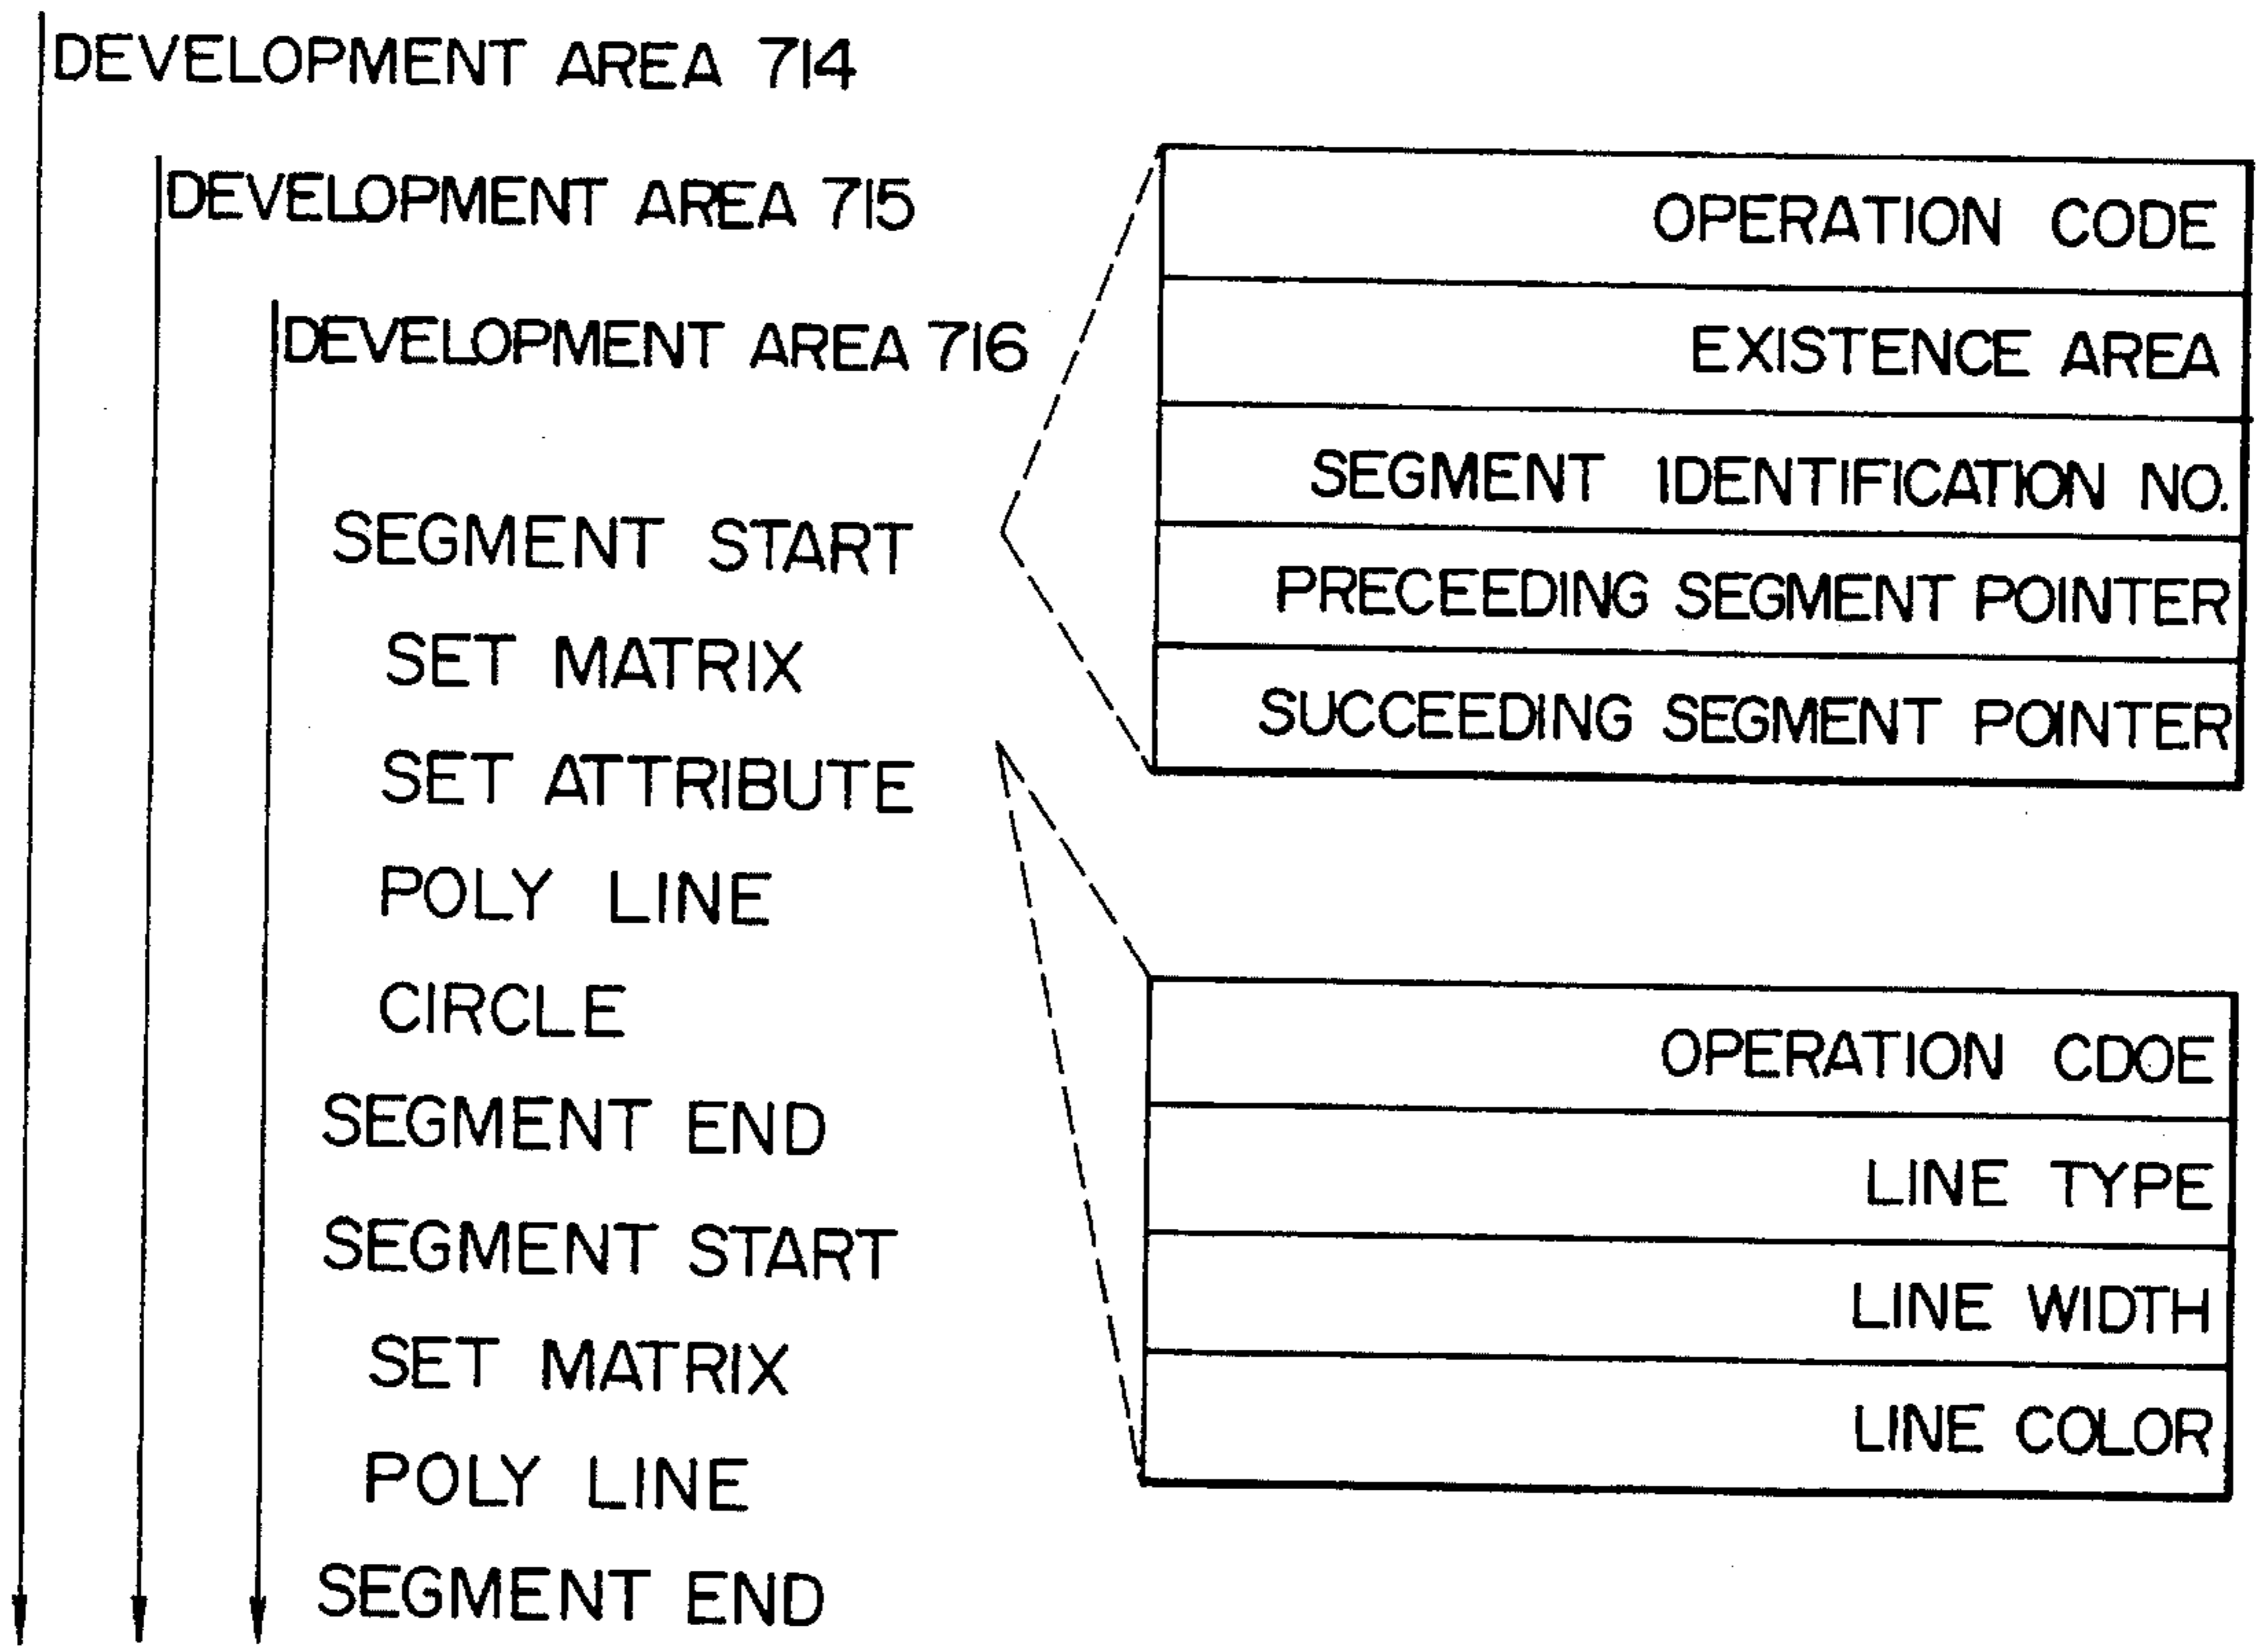 DEVELOPMENT AREA 714
DEVELOPMENT AREA 715
DEVELOPMENT AREA 716
SEGMENT START
SET MATRIX
SET ATTRIBUTE
POLY LINE
CIRCLE
SEGMENT END
SEGMENT START
SET MATRIX
POLY LINE
SEGMENT END
OPERATION CODE
EXISTENCE AREA
SEGMENT IDENTIFICATION NO.
PRECEEDING SEGMENT POINTER
SUCCEEDING SEGMENT POINTER
OPERATION CDOE
LINE TYPE
LINE WIDTH
LINE COLOR